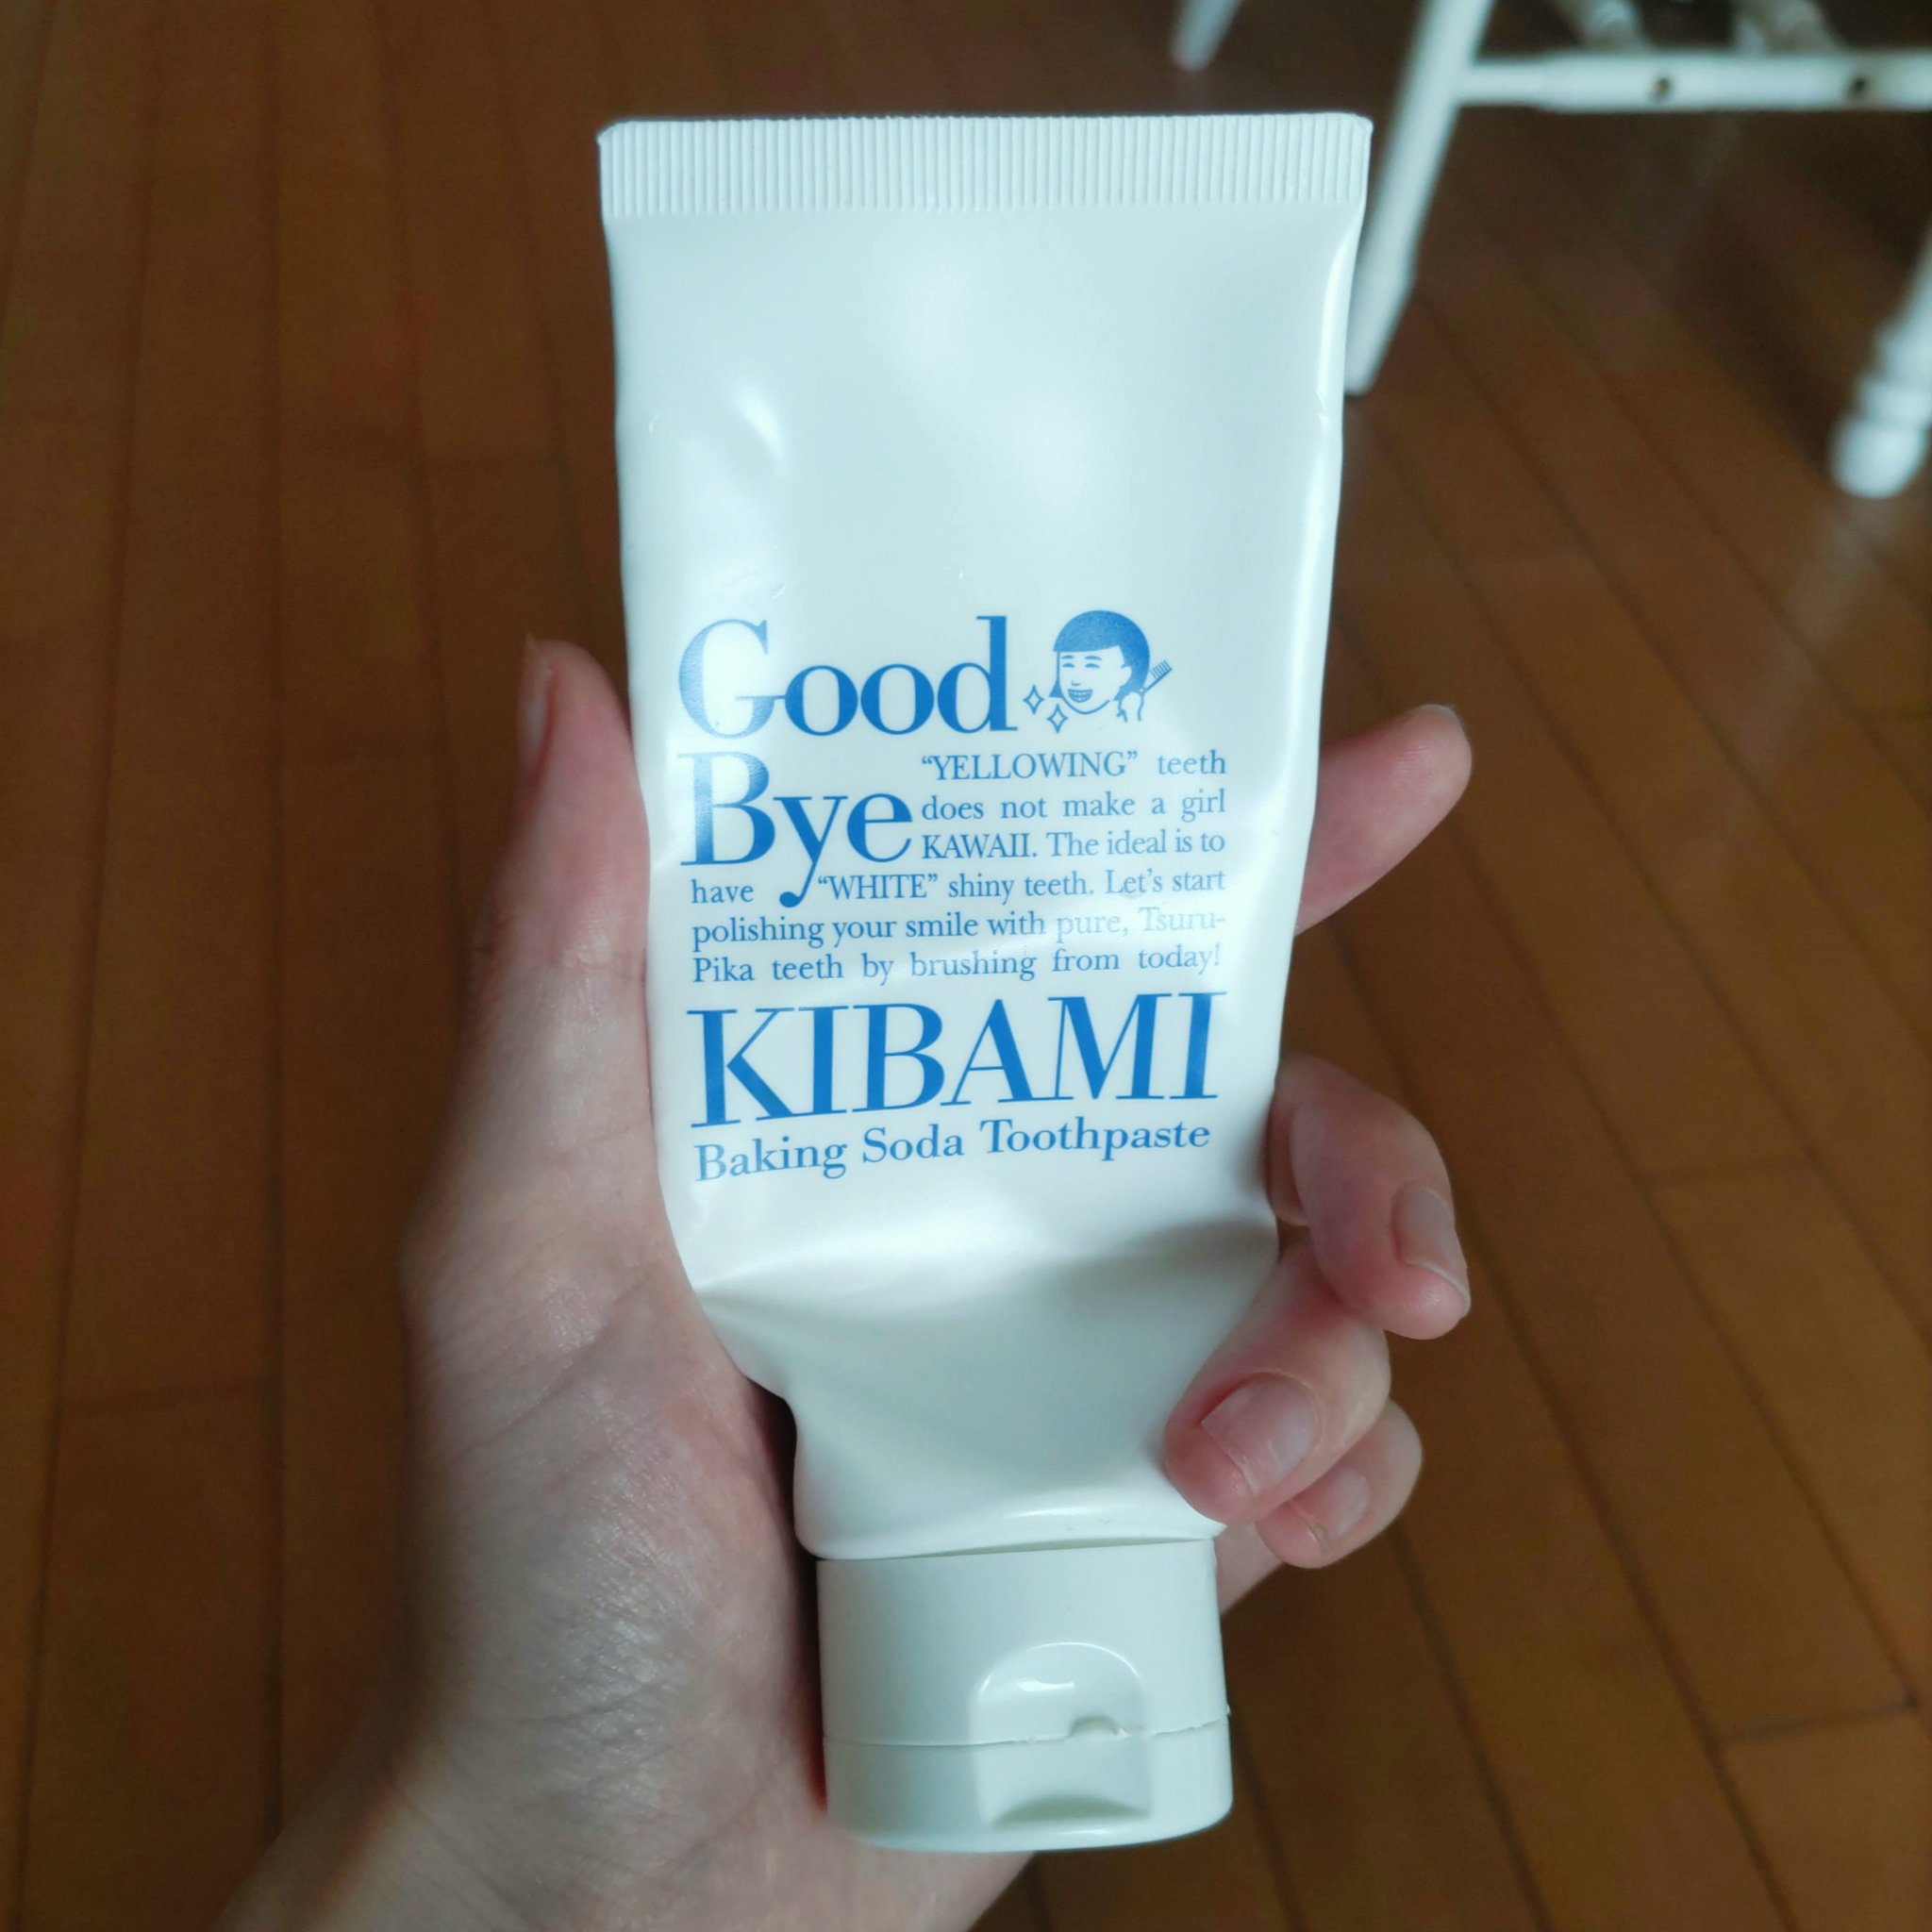 Good
Bye
"YELLOWING" teeth
does not make a girl
KAWAII. The ideal is to
have "WHITE" shiny teeth. Let's start
polishing your smile with pure, Tsuru-
Pika teeth by brushing from today!
KIBAMI
Baking Soda Toothpaste